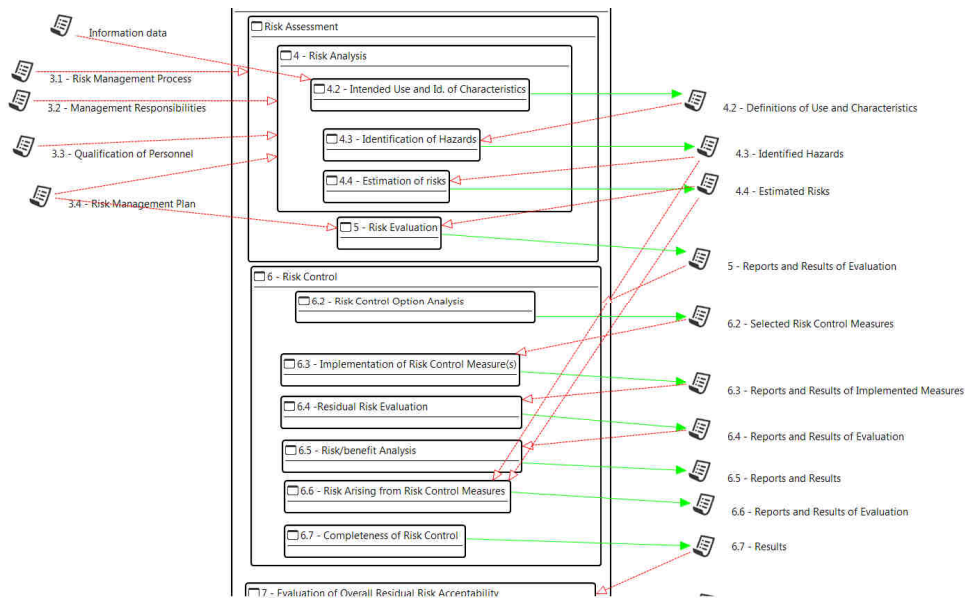 Information data
3.1 - Risk Management Process
3.2 - Management Responsibilities
3.3 - Qualification of Personnel
3.4 - Risk Management Plan
Risk Assessment
4 - Risk Analysis
4.2 - Intended Use and Id. of Characteristics
4.3 - Identification of Hazards
4.4 - Estimation of risks
5 - Risk Evaluation
6 - Risk Control
6.2 - Risk Control Option Analysis
6.3 - Implementation of Risk Control Measure(s)
6.4 -Residual Risk Evaluation
6.5 - Risk/benefit Analysis
6.6 - Risk Arising from Risk Control Measures
6.7 - Completeness of Risk Control
7 - Evaluation of Overall Residual Risk Acceptability
4.2 - Definitions of Use and Characteristics
4.3 - Identified Hazards
4.4 - Estimated Risks
5 - Reports and Results of Evaluation
6.2 - Selected Risk Control Measures
6.3 - Reports and Results of Implemented Measures
6.4 - Reports and Results of Evaluation
6.5 - Reports and Results
6.6 - Reports and Results of Evaluation
6.7 - Results